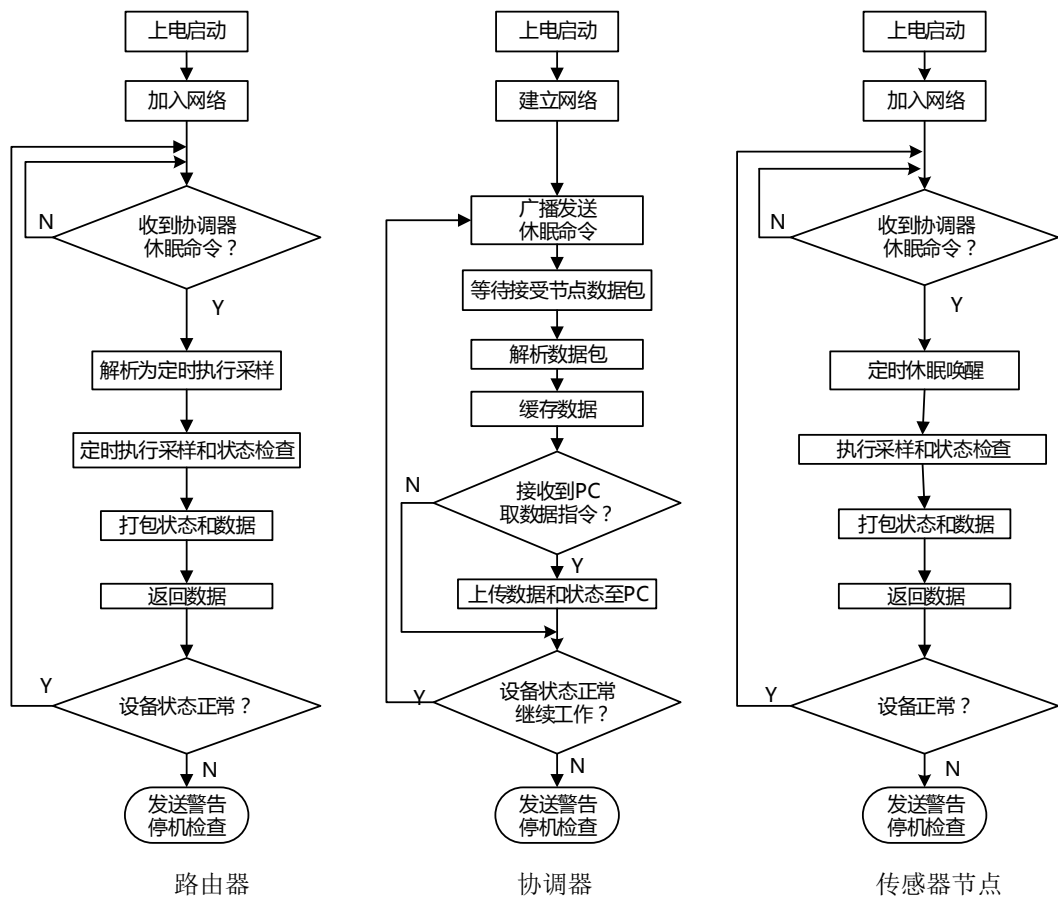 上电启动
加入网络
收到协调器
休眠命令？
N
Y
解析为定时执行采样
定时执行采样和状态检查
打包状态和数据
返回数据
设备状态正常？
Y
N
发送警告
停机检查
路由器
上电启动
建立网络
广播发送
休眠命令
等待接受节点数据包
解析数据包
缓存数据
接收到PC
取数据指令？
N
Y
上传数据和状态至PC
设备状态正常
继续工作？
Y
N
发送警告
停机检查
协调器
上电启动
加入网络
收到协调器
休眠命令？
N
Y
定时休眠唤醒
执行采样和状态检查
打包状态和数据
返回数据
设备正常？
Y
N
发送警告
停机检查
传感器节点